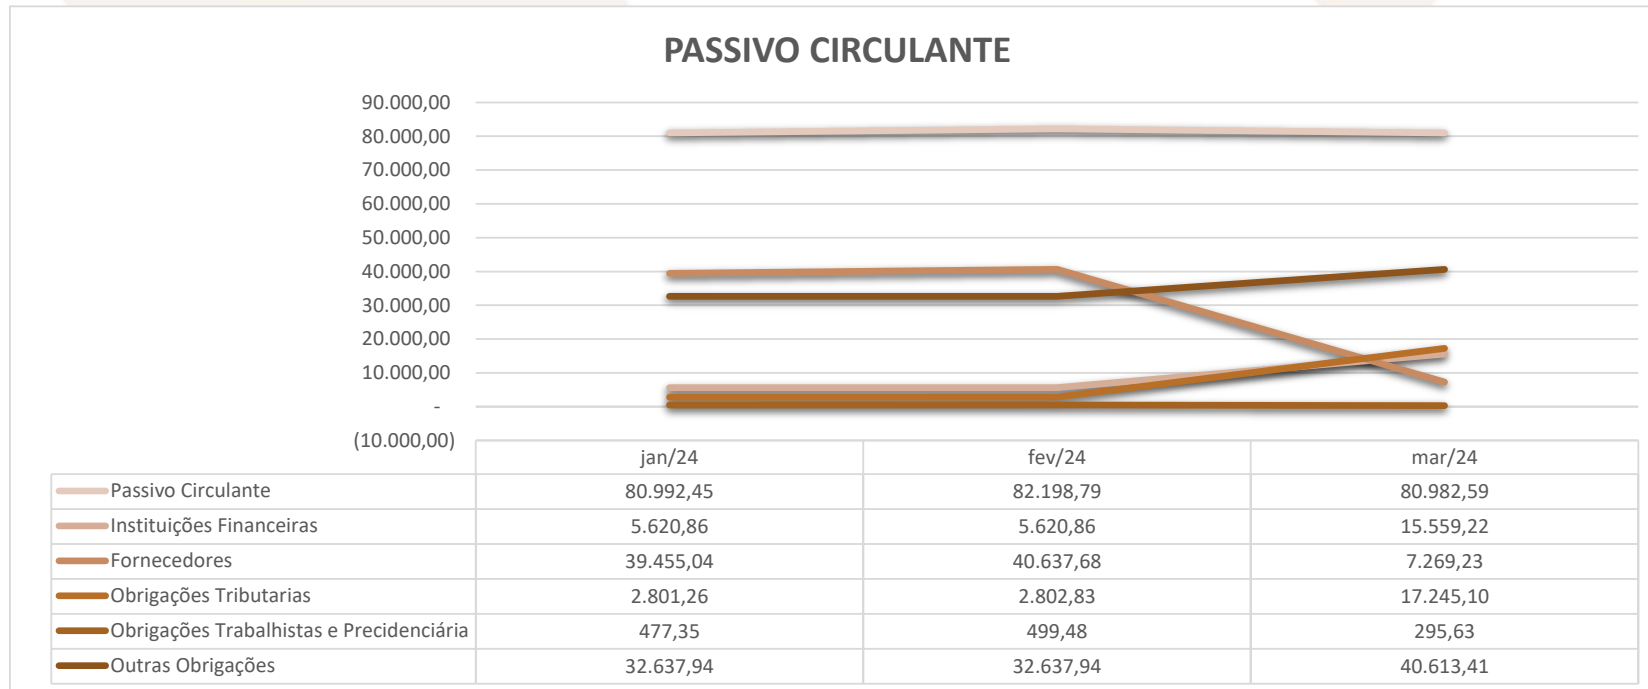 PASSIVO CIRCULANTE
90.000,00
80.000,00
70.000,00
60.000,00
50.000,00
40.000,00
30.000,00
20.000,00
10.000,00
-
(10.000,00)
jan/24 fev/24 mar/24
Passivo Circulante 80.992,45 82.198,79 80.982,59
Instituições Financeiras 5.620,86 5.620,86 15.559,22
Fornecedores 39.455,04 40.637,68 7.269,23
Obrigações Tributarias 2.801,26 2.802,83 17.245,10
Obrigações Trabalhistas e Precidenciária 477,35 499,48 295,63
Outras Obrigações 32.637,94 32.637,94 40.613,41